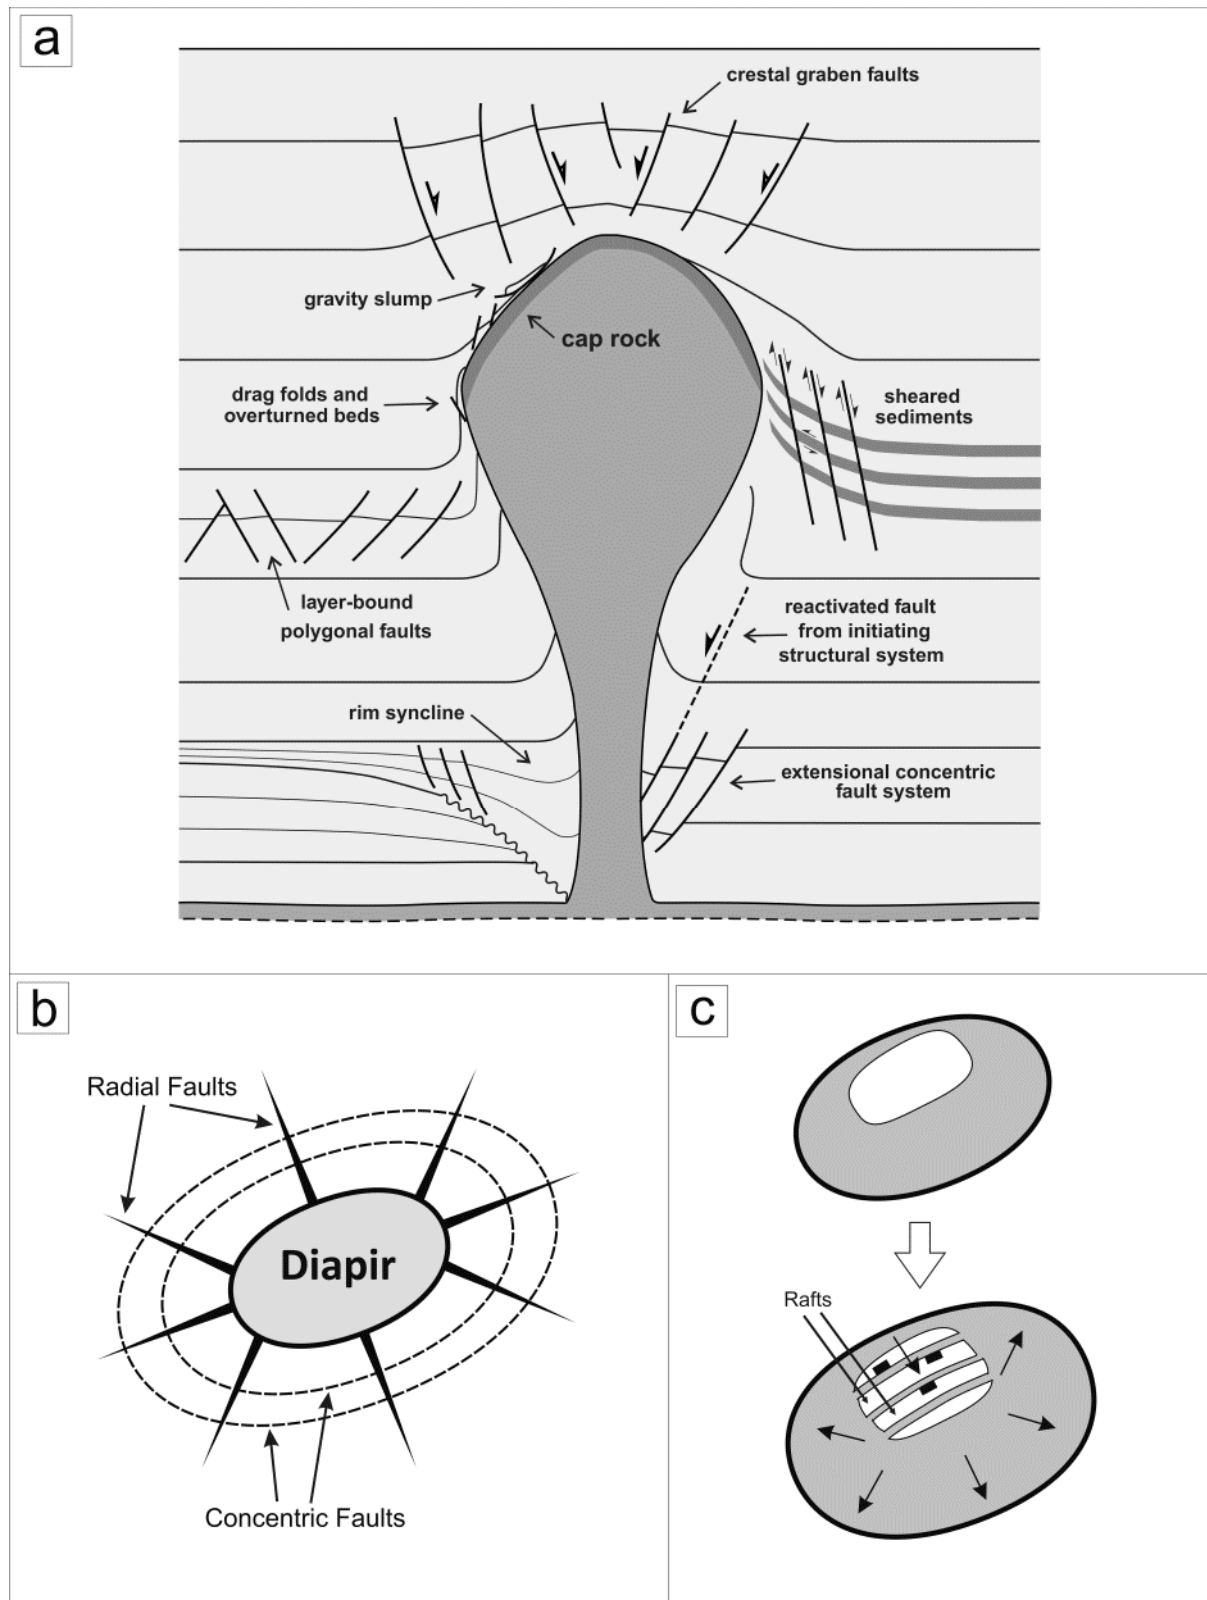 a
crestal graben faults
gravity slump
cap rock
drag folds and
overturned beds
sheared
sediments
layer-bound
polygonal faults
reactivated fault
from initiating
structural system
rim syncline
extensional concentric
fault system
b
Radial Faults
Diapir
Concentric Faults
c
Rafts